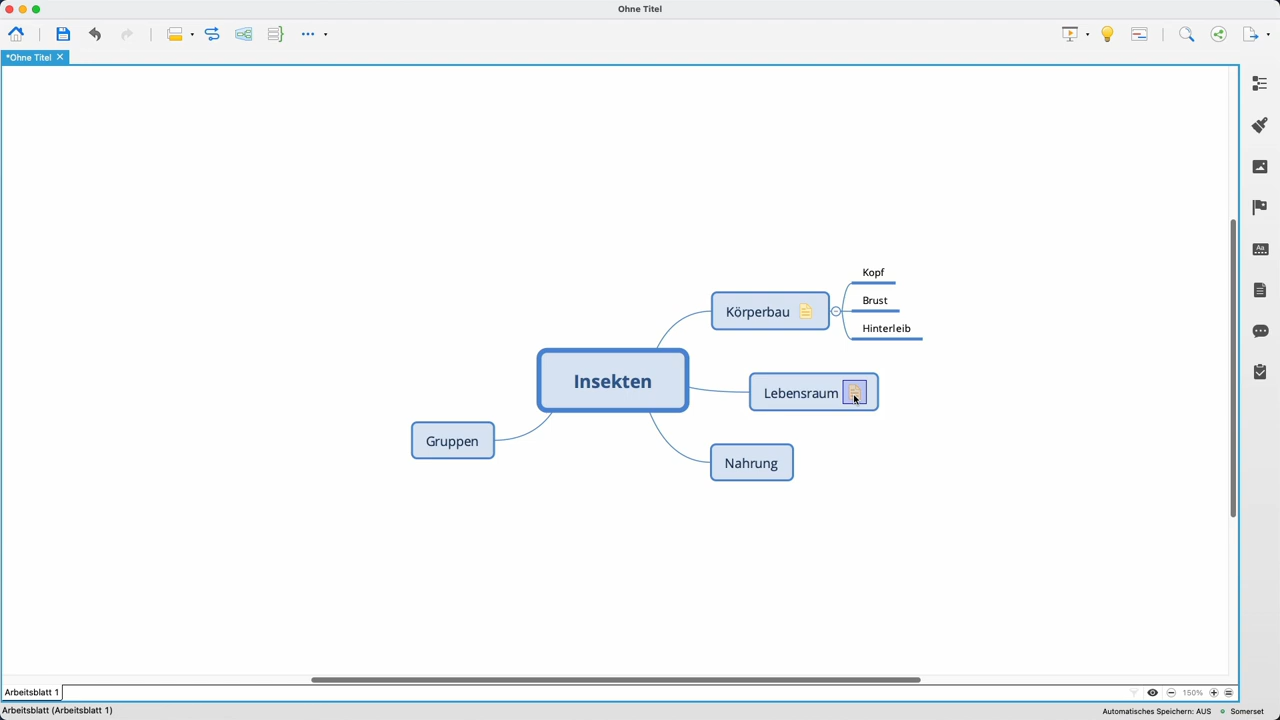 Ohne Titel
*Ohne Titel
Kopf
Körperbau
Brust
Hinterleib
Insekten
Lebensraum
Gruppen
Nahrung
Aa
Arbeitsblatt 1
150%
Arbeitsblatt (Arbeitsblatt 1)
Automatisches Speichern: AUS
Somerset